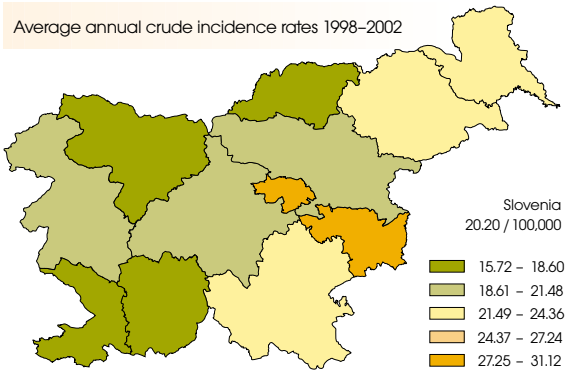 Average annual crude incidence rates 1998–2002
Slovenia
20.20 / 100,000
15.72 – 18.60
18.61 – 21.48
21.49 – 24.36
24.37 – 27.24
27.25 – 31.12